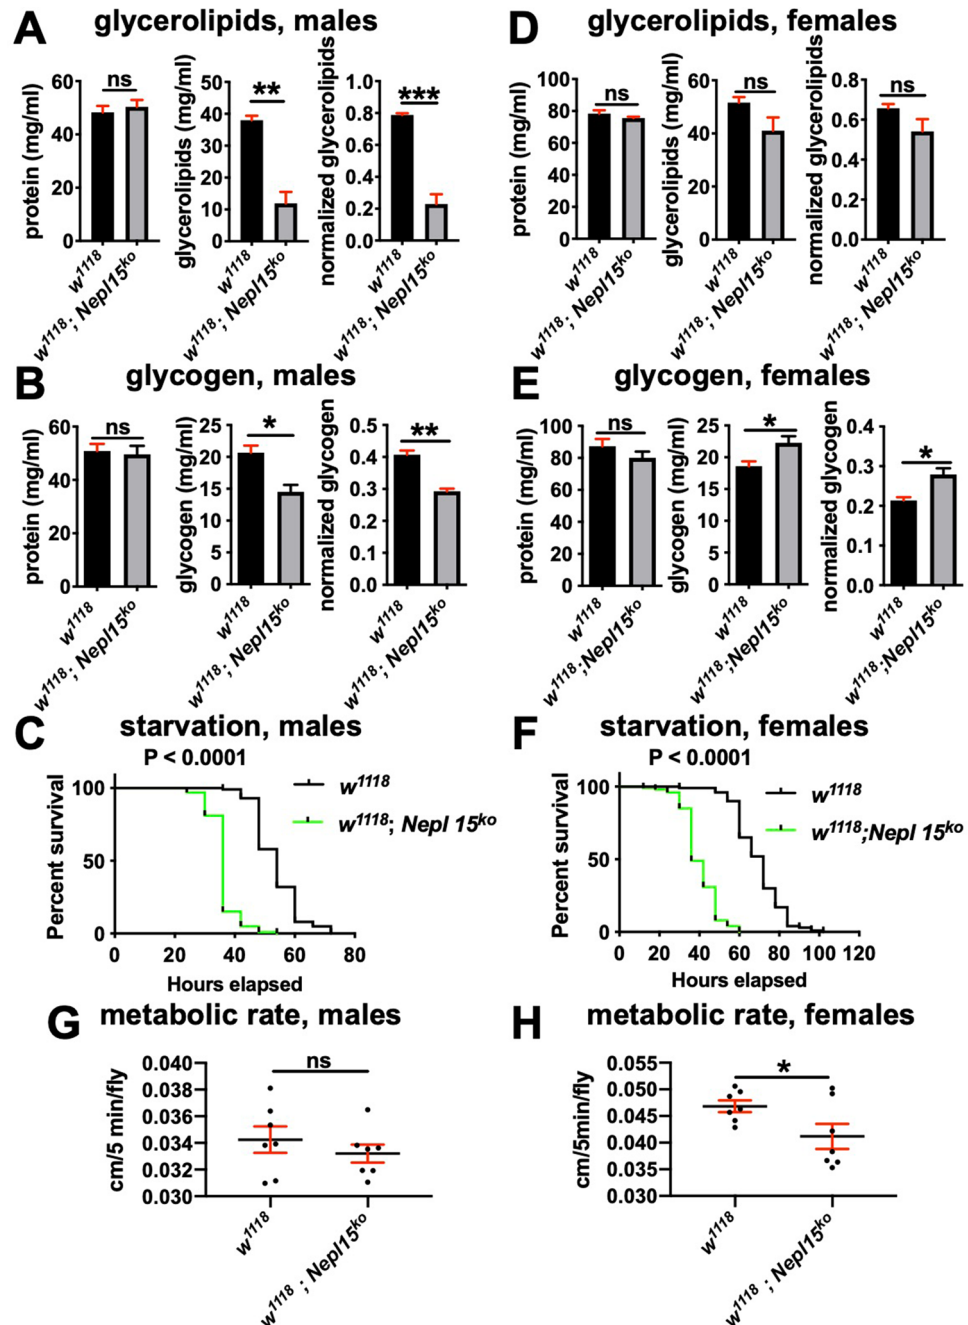 A glycerolipids, males
protein (mg/ml)
60
40
20
0
ns
w1118
w1118; Nepl15ko
glycerolipids (mg/ml)
50
40
30
20
10
0
**
w1118
w1118; Nepl15ko
normalized glycerolipids
1.0
0.8
0.6
0.4
0.2
0.0
***
w1118
w1118; Nepl15ko
D glycerolipids, females
protein (mg/ml)
100
80
60
40
20
0
ns
w1118
w1118; Nepl15ko
glycerolipids (mg/ml)
60
40
20
0
ns
w1118
w1118; Nepl15ko
normalized glycerolipids
0.8
0.6
0.4
0.2
0.0
ns
w1118
w1118; Nepl15ko
B glycogen, males
protein (mg/ml)
60
40
20
0
ns
w1118
w1118; Nepl15ko
glycogen (mg/ml)
25
20
15
10
5
0
*
w1118
w1118; Nepl15ko
normalized glycogen
0.5
0.4
0.3
0.2
0.1
0.0
**
w1118
w1118; Nepl15ko
E glycogen, females
protein (mg/ml)
100
80
60
40
20
0
ns
w1118
w1118;Nepl15ko
glycogen (mg/ml)
25
20
15
10
5
0
*
w1118
w1118;Nepl15ko
normalized glycogen
0.4
0.3
0.2
0.1
0.0
*
w1118
w1118;Nepl15ko
C starvation, males
P < 0.0001
Percent survival
100
50
0
w1118
w1118; Nepl 15ko
0 20 40 60 80
Hours elapsed
F starvation, females
P < 0.0001
Percent survival
100
50
0
w1118
w1118;Nepl 15ko
0 20 40 60 80 100 120
Hours elapsed
G metabolic rate, males
cm/5 min/fly
0.040
0.038
0.036
0.034
0.032
0.030
ns
w1118
w1118 ; Nepl15ko
H metabolic rate, females
cm/5min/fly
0.055
0.050
0.045
0.040
0.035
0.030
*
w1118
w1118 ; Nepl15ko